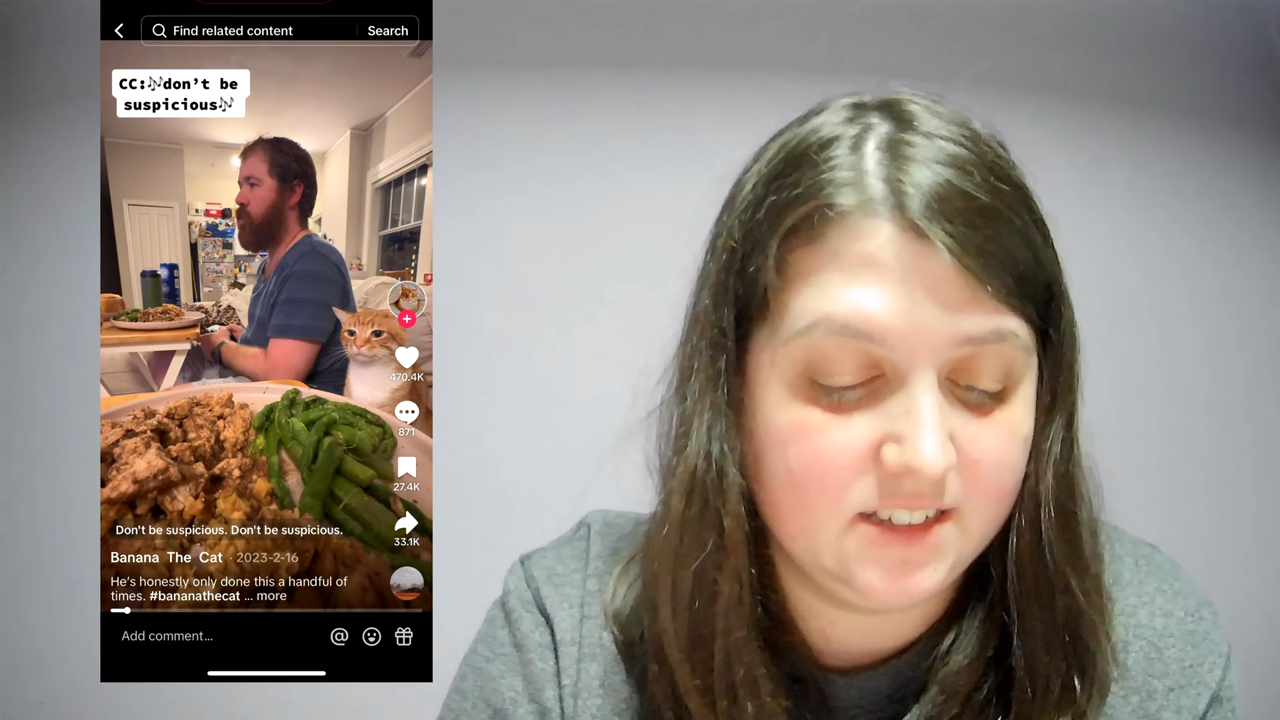 Find related content
Search
CC:🎶don't be
suspicious🎶
470.4K
871
27.4K
33.1K
Don't be suspicious. Don't be suspicious.
Banana The Cat · 2023-2-16
He's honestly only done this a handful of
times. #bananathecat ... more
Add comment...